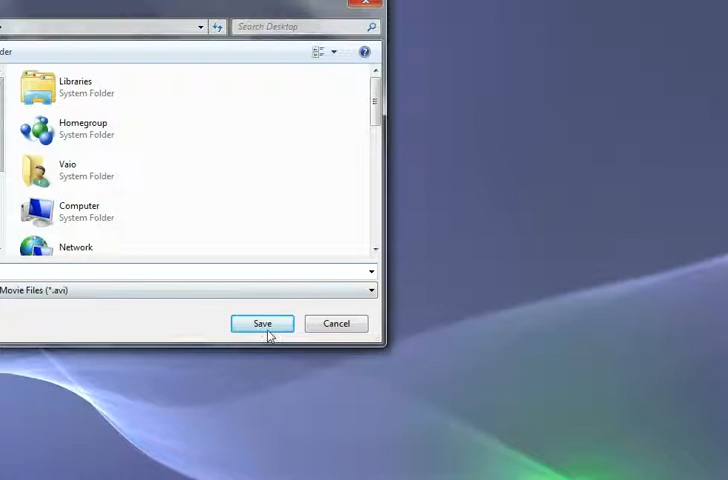 Search Desktop
der
Libraries
System Folder
Homegroup
System Folder
Vaio
System Folder
Computer
System Folder
Network
Movie Files (*.avi)
Save
Cancel